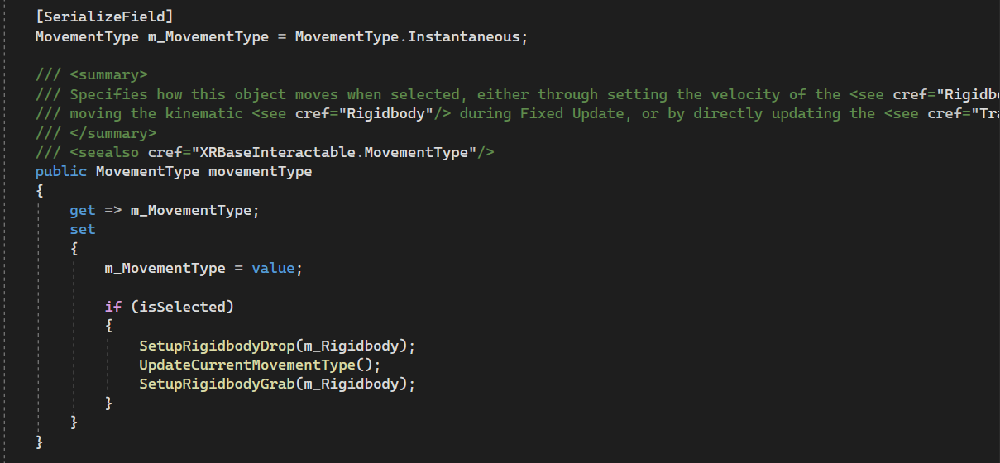 [SerializeField]
MovementType m_MovementType = MovementType.Instantaneous;
/// <summary>
/// Specifies how this object moves when selected, either through setting the velocity of the <see cref="Rigidb
/// moving the kinematic <see cref="Rigidbody"/> during Fixed Update, or by directly updating the <see cref="Tra
/// </summary>
/// <seealso cref="XRBaseInteractable.MovementType"/>
public MovementType movementType
{
get => m_MovementType;
set
{
m_MovementType = value;
if (isSelected)
{
SetupRigidbodyDrop(m_Rigidbody);
UpdateCurrentMovementType();
SetupRigidbodyGrab(m_Rigidbody);
}
}
}